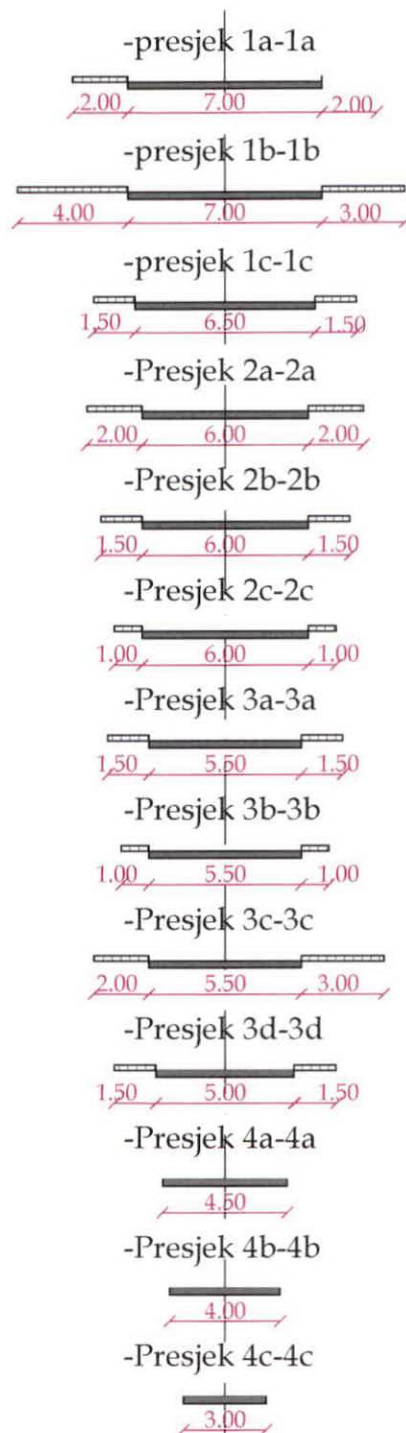 -presjek 1a-1a
2.00 7.00 2.00
-presjek 1b-1b
4.00 7.00 3.00
-presjek 1c-1c
1.50 6.50 1.50
-Presjek 2a-2a
2.00 6.00 2.00
-Presjek 2b-2b
1.50 6.00 1.50
-Presjek 2c-2c
1.00 6.00 1.00
-Presjek 3a-3a
1.50 5.50 1.50
-Presjek 3b-3b
1.00 5.50 1.00
-Presjek 3c-3c
2.00 5.50 3.00
-Presjek 3d-3d
1.50 5.00 1.50
-Presjek 4a-4a
4.50
-Presjek 4b-4b
4.00
-Presjek 4c-4c
3.00